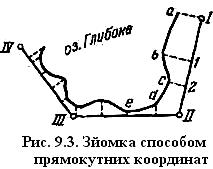 a
I
IV
оз. Глибоке
b
1
c
2
d
e
III
II
Рис. 9.3. Зйомка способом
прямокутних координат